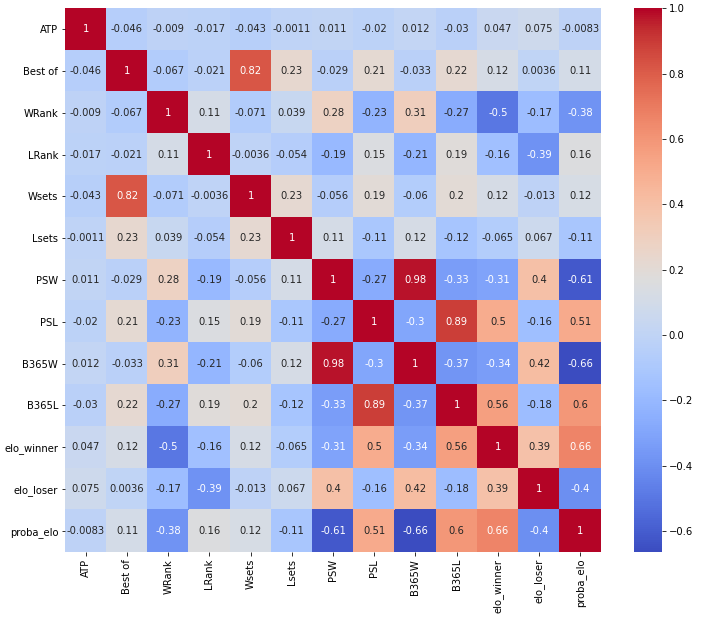 ATP 1 -0.046 -0.009 -0.017 -0.043 -0.0011 0.011 -0.02 0.012 -0.03 0.047 0.075 -0.0083
Best of -0.046 1 -0.067 -0.021 0.82 0.23 -0.029 0.21 -0.033 0.22 0.12 0.0036 0.11
WRank -0.009 -0.067 1 0.11 -0.071 0.039 0.28 -0.23 0.31 -0.27 -0.5 -0.17 -0.38
LRank -0.017 -0.021 0.11 1 -0.0036 -0.054 -0.19 0.15 -0.21 0.19 -0.16 -0.39 0.16
Wsets -0.043 0.82 -0.071 -0.0036 1 0.23 -0.056 0.19 -0.06 0.2 0.12 -0.013 0.12
Lsets -0.0011 0.23 0.039 -0.054 0.23 1 0.11 -0.11 0.12 -0.12 -0.065 0.067 -0.11
PSW 0.011 -0.029 0.28 -0.19 -0.056 0.11 1 -0.27 0.98 -0.33 -0.31 0.4 -0.61
PSL -0.02 0.21 -0.23 0.15 0.19 -0.11 -0.27 1 -0.3 0.89 0.5 -0.16 0.51
B365W 0.012 -0.033 0.31 -0.21 -0.06 0.12 0.98 -0.3 1 -0.37 -0.34 0.42 -0.66
B365L -0.03 0.22 -0.27 0.19 0.2 -0.12 -0.33 0.89 -0.37 1 0.56 -0.18 0.6
elo_winner 0.047 0.12 -0.5 -0.16 0.12 -0.065 -0.31 0.5 -0.34 0.56 1 0.39 0.66
elo_loser 0.075 0.0036 -0.17 -0.39 -0.013 0.067 0.4 -0.16 0.42 -0.18 0.39 1 -0.4
proba_elo -0.0083 0.11 -0.38 0.16 0.12 -0.11 -0.61 0.51 -0.66 0.6 0.66 -0.4 1
ATP Best of WRank LRank Wsets Lsets PSW PSL B365W B365L elo_winner elo_loser proba_elo
1.0
0.8
0.6
0.4
0.2
0.0
−0.2
−0.4
−0.6